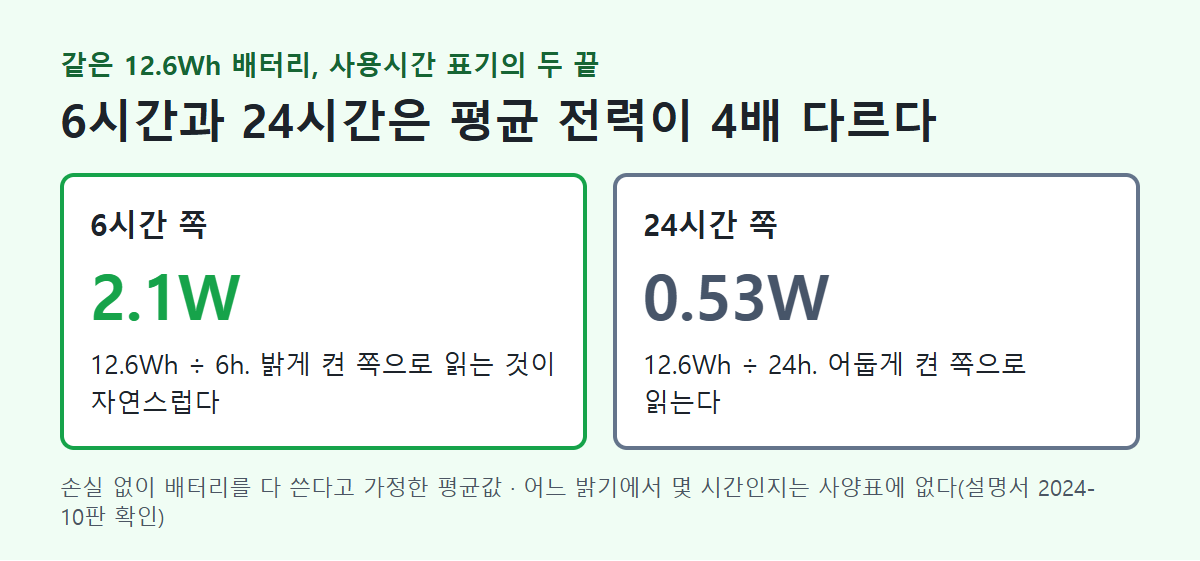 같은 12.6Wh 배터리, 사용시간 표기의 두 끝
6시간과 24시간은 평균 전력이 4배 다르다
6시간 쪽
2.1W
12.6Wh ÷ 6h. 밝게 켠 쪽으로 읽는 것이
자연스럽다
24시간 쪽
0.53W
12.6Wh ÷ 24h. 어둡게 켠 쪽으로
읽는다
손실 없이 배터리를 다 쓴다고 가정한 평균값 · 어느 밝기에서 몇 시간인지는 사양표에 없다(설명서 2024-
10판 확인)